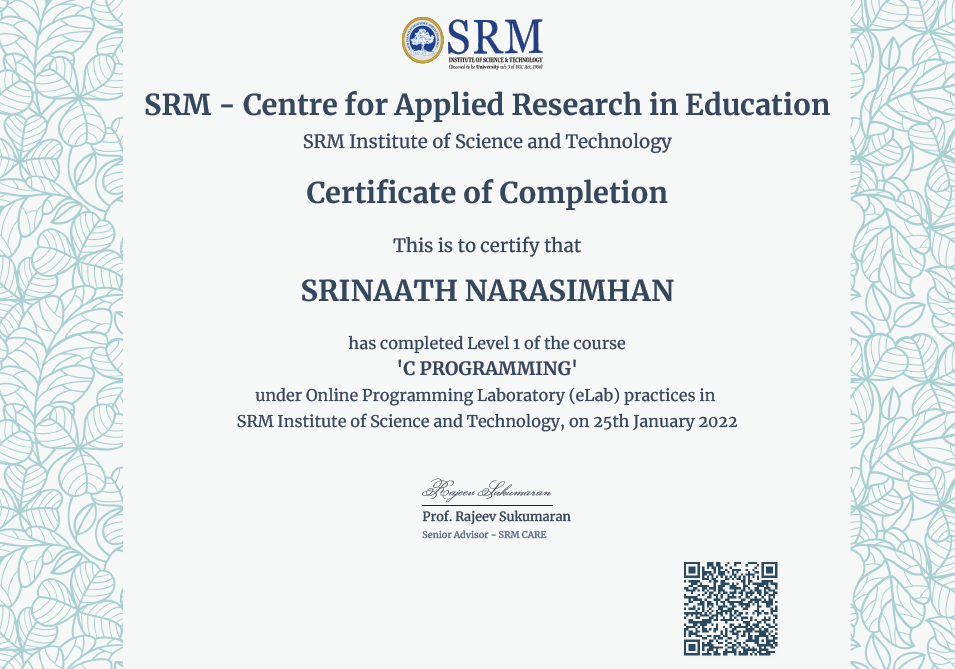 SRM
INSTITUTE OF SCIENCE & TECHNOLOGY
(Deemed to be University u/s 3 of UGC Act, 1956)
SRM - Centre for Applied Research in Education
SRM Institute of Science and Technology
Certificate of Completion
This is to certify that
SRINAATH NARASIMHAN
has completed Level 1 of the course
'C PROGRAMMING'
under Online Programming Laboratory (eLab) practices in
SRM Institute of Science and Technology, on 25th January 2022
Rajeev Sukumaran
Prof. Rajeev Sukumaran
Senior Advisor - SRM CARE